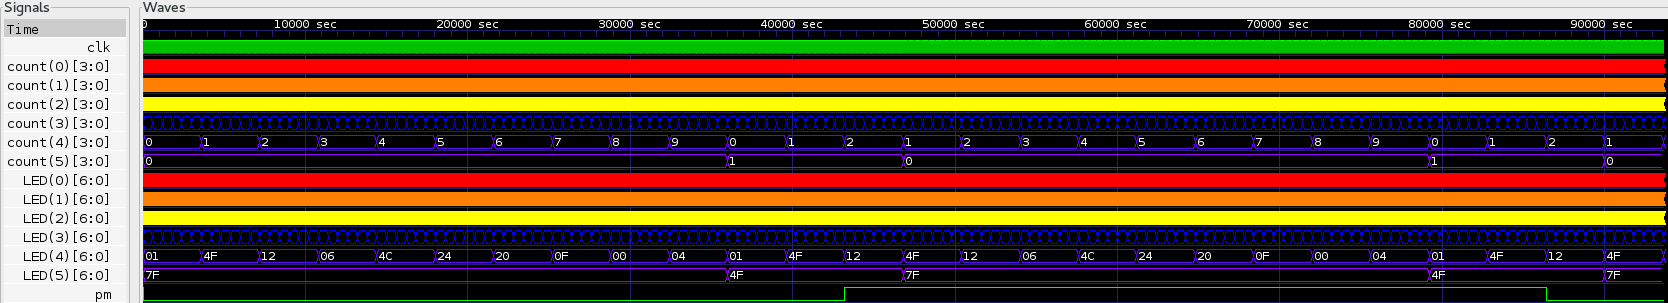 Signals Waves
Time 0 10000 sec 20000 sec 30000 sec 40000 sec 50000 sec 60000 sec 70000 sec 80000 sec 90000 sec
clk
count(0)[3:0]
count(1)[3:0]
count(2)[3:0]
count(3)[3:0]
count(4)[3:0] 0 1 2 3 4 5 6 7 8 9 0 1 2 1 2 3 4 5 6 7 8 9 0 1 2 1
count(5)[3:0] 0 1 0 1 0
LED(0)[6:0]
LED(1)[6:0]
LED(2)[6:0]
LED(3)[6:0]
LED(4)[6:0] 01 4F 12 06 4C 24 20 0F 00 04 01 4F 12 4F 12 06 4C 24 20 0F 00 04 01 4F 12 4F
LED(5)[6:0] 7F 4F 7F 4F 7F
pm